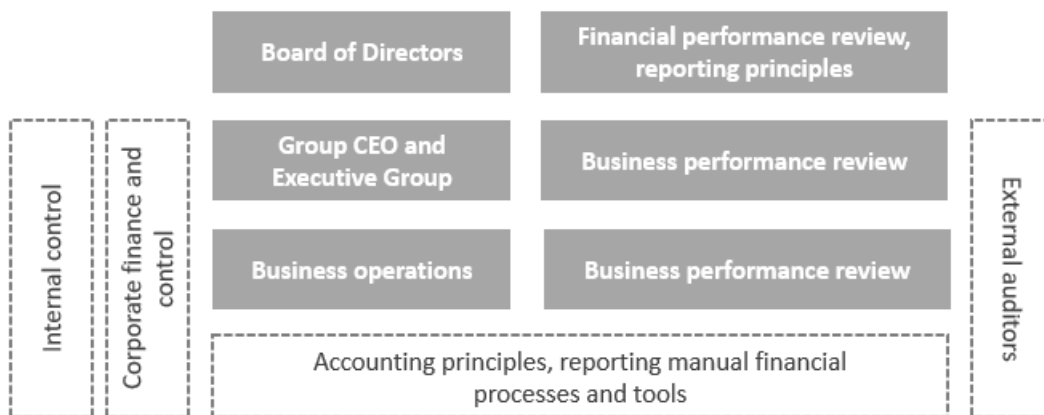 Board of Directors
Financial performance review,
reporting principles
Internal control
Corporate finance and
control
Group CEO and
Executive Group
Business performance review
Business operations
Business performance review
External auditors
Accounting principles, reporting manual financial
processes and tools